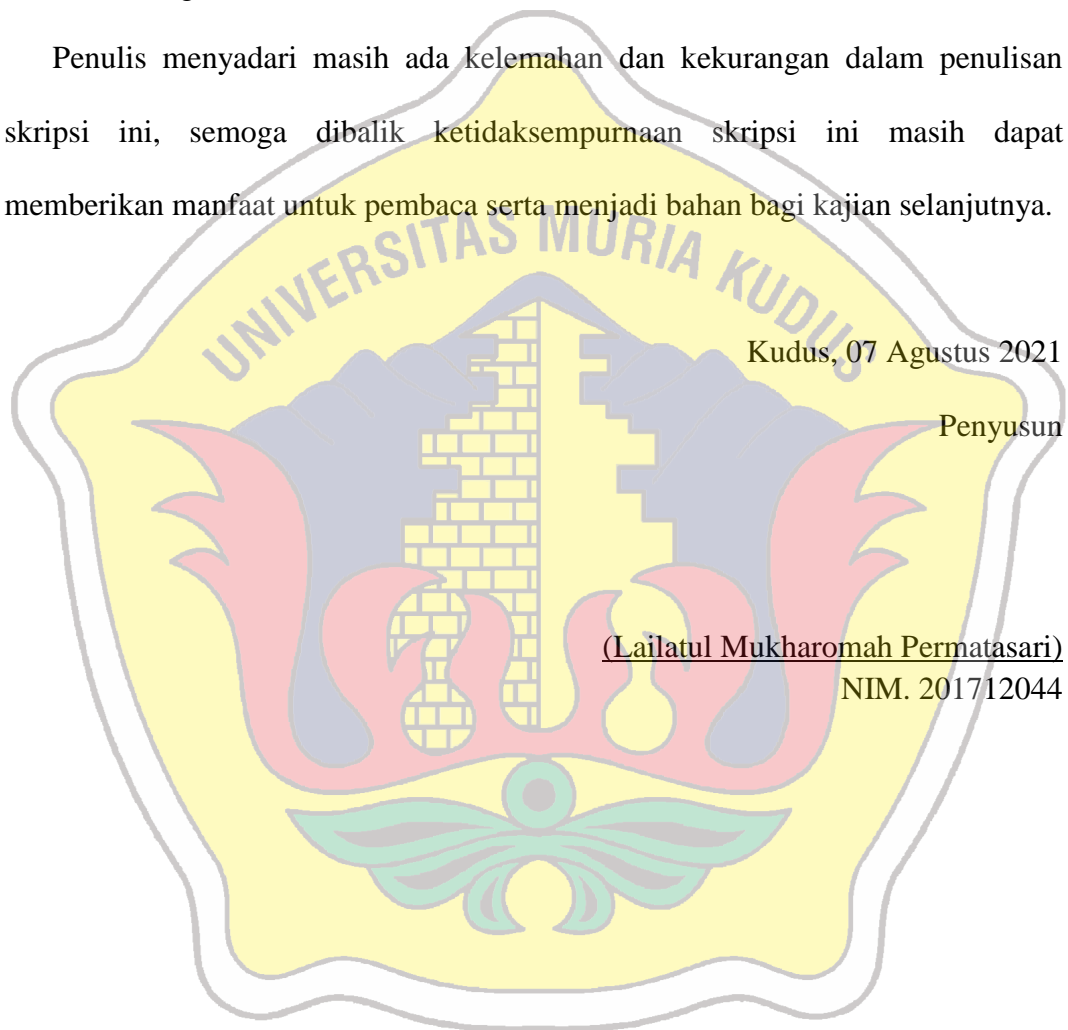 Penulis menyadari masih ada kelemahan dan kekurangan dalam penulisan
skripsi ini, semoga dibalik ketidaksempurnaan skripsi ini masih dapat
memberikan manfaat untuk pembaca serta menjadi bahan bagi kajian selanjutnya.
UNIVERSITAS MURIA KUDUS
Kudus, 07 Agustus 2021
Penyusun
(Lailatul Mukharomah Permatasari)
NIM. 201712044